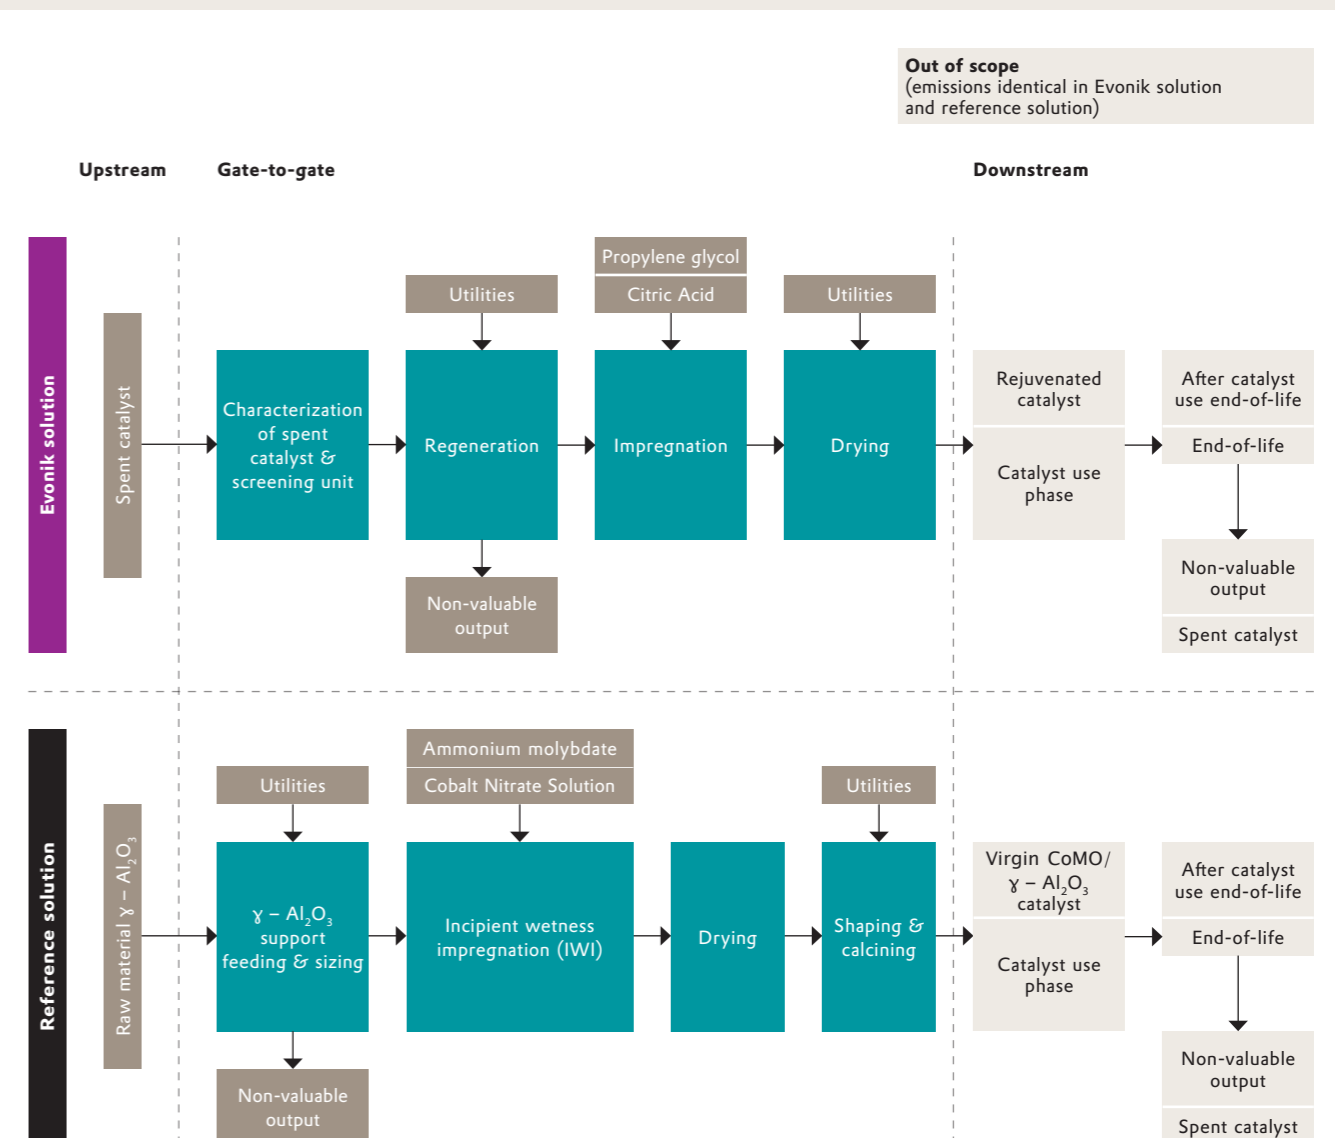 Out of scope
(emissions identical in Evonik solution
and reference solution)
Upstream
Gate-to-gate
Downstream
Evonik solution
Spent catalyst
Characterization
of spent
catalyst &
screening unit
Utilities
Regeneration
Non-valuable
output
Propylene glycol
Citric Acid
Impregnation
Utilities
Drying
Rejuvenated
catalyst
Catalyst use
phase
After catalyst
use end-of-life
End-of-life
Non-valuable
output
Spent catalyst
Reference solution
Raw material γ – Al₂O₃
Utilities
γ – Al₂O₃
support
feeding & sizing
Non-valuable
output
Ammonium molybdate
Cobalt Nitrate Solution
Incipient wetness
impregnation (IWI)
Drying
Utilities
Shaping &
calcining
Virgin CoMO/
γ – Al₂O₃
catalyst
Catalyst use
phase
After catalyst
use end-of-life
End-of-life
Non-valuable
output
Spent catalyst